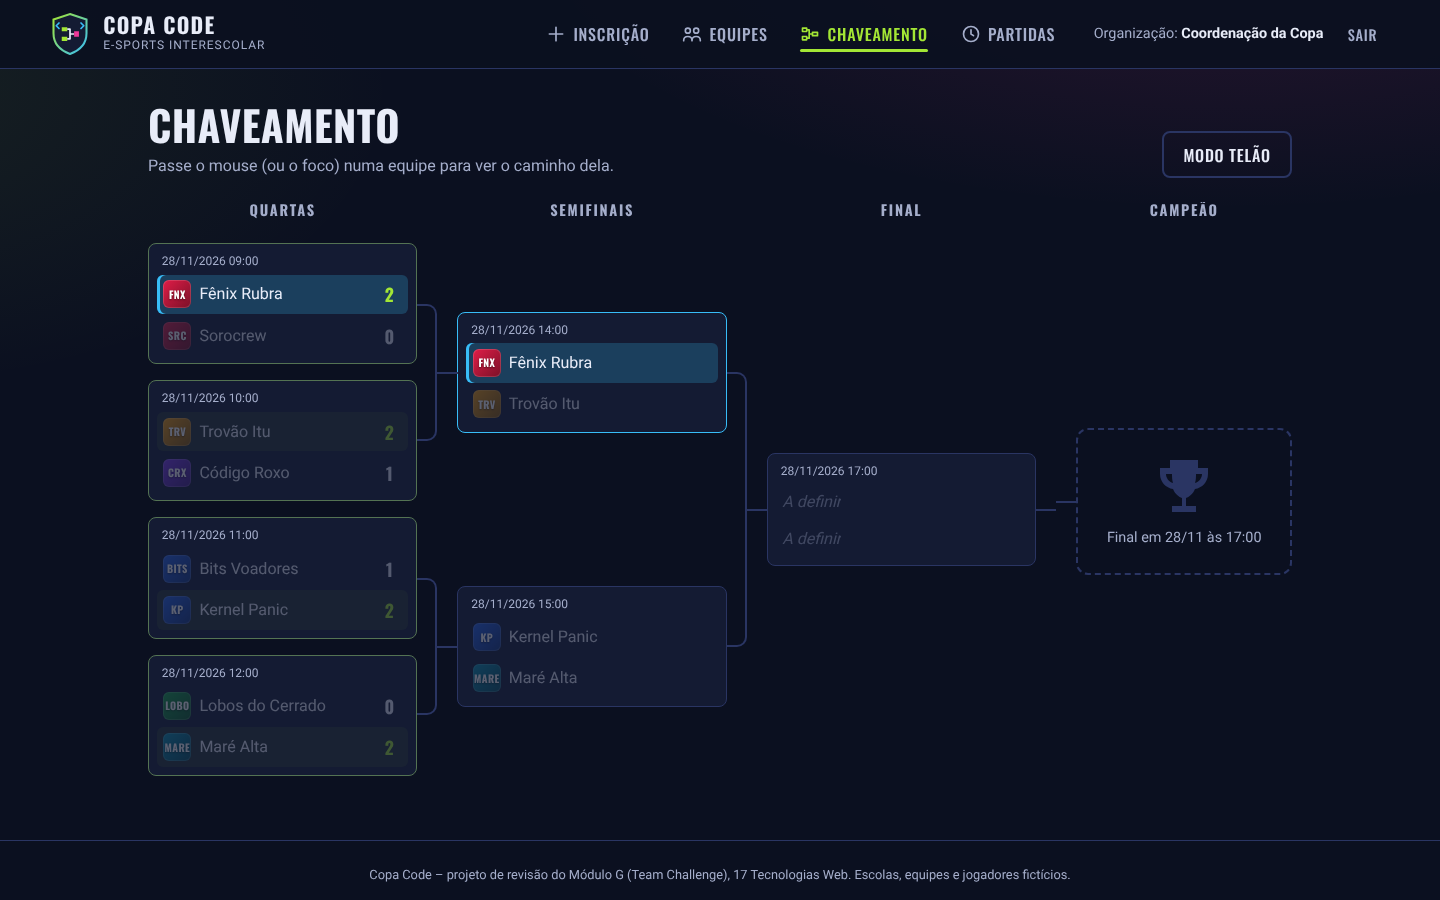 COPA CODE
E-SPORTS INTERESCOLAR
INSCRIÇÃO
EQUIPES
CHAVEAMENTO
PARTIDAS
Organização: Coordenação da Copa
SAIR
CHAVEAMENTO
Passe o mouse (ou o foco) numa equipe para ver o caminho dela.
MODO TELÃO
QUARTAS
SEMIFINAIS
FINAL
CAMPEÃO
28/11/2026 09:00
FNX Fênix Rubra 2
SRC Sorocrew 0
28/11/2026 10:00
TRV Trovão Itu 2
CRX Código Roxo 1
28/11/2026 11:00
BITS Bits Voadores 1
KP Kernel Panic 2
28/11/2026 12:00
LOBO Lobos do Cerrado 0
MARE Maré Alta 2
28/11/2026 14:00
FNX Fênix Rubra
TRV Trovão Itu
28/11/2026 15:00
KP Kernel Panic
MARE Maré Alta
28/11/2026 17:00
A definir
A definir
Final em 28/11 às 17:00
Copa Code – projeto de revisão do Módulo G (Team Challenge), 17 Tecnologias Web. Escolas, equipes e jogadores fictícios.